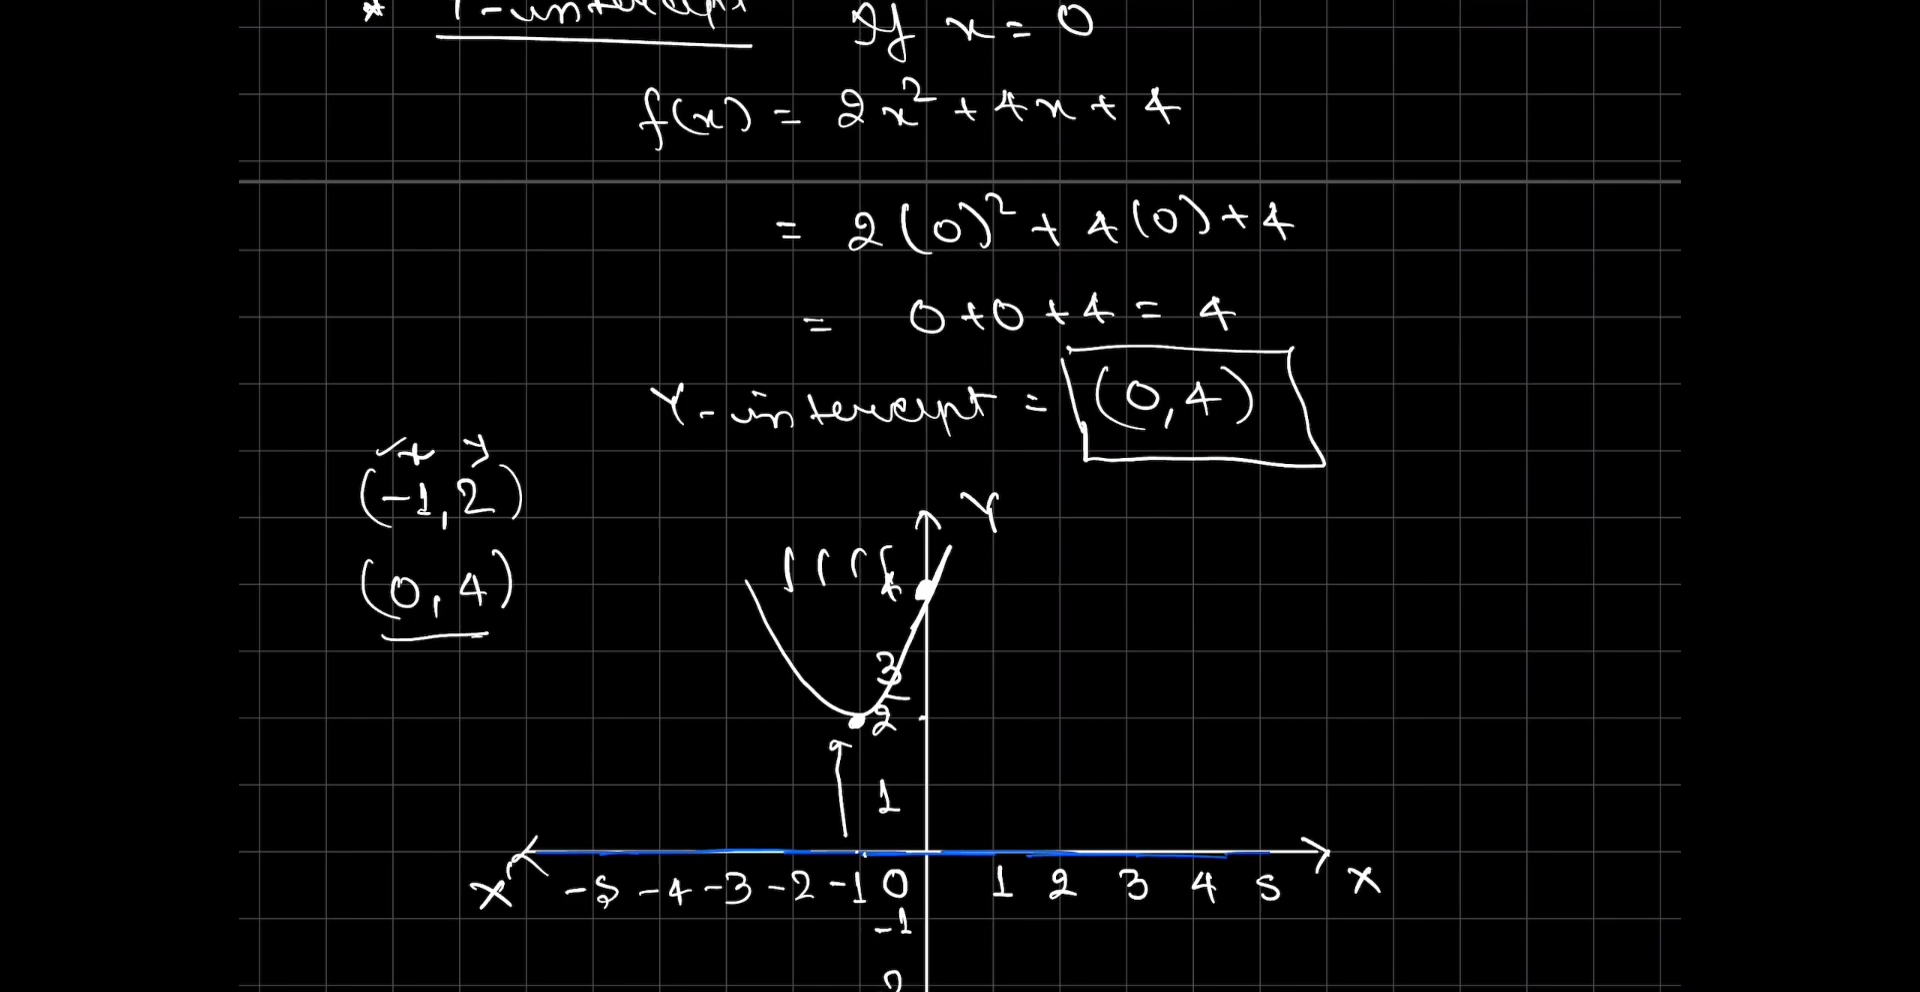 * Y-intercept If x = 0
f(x) = 2x² + 4x + 4
= 2(0)² + 4(0) + 4
= 0 + 0 + 4 = 4
Y-intercept = (0,4)
x y
(-1,2)
(0,4)
Y
4
3
2
1
X' -5 -4 -3 -2 -1 0 1 2 3 4 5 X
-1